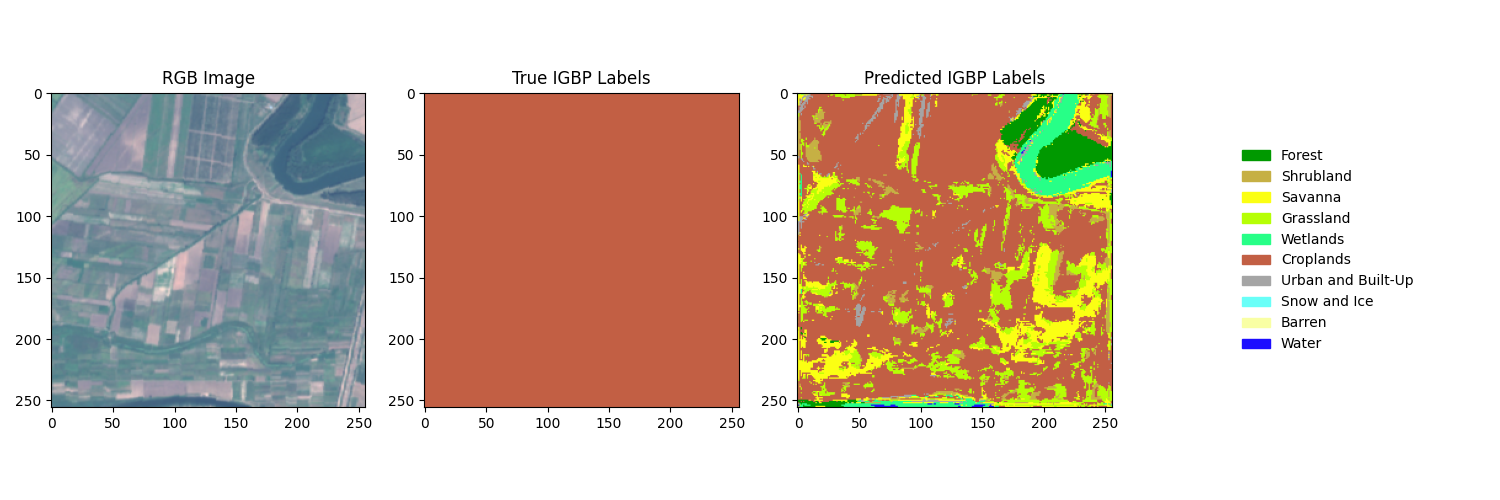 RGB Image
True IGBP Labels
Predicted IGBP Labels
0
50
100
150
200
250
0 50 100 150 200 250
0
50
100
150
200
250
0 50 100 150 200 250
0
50
100
150
200
250
0 50 100 150 200 250
Forest
Shrubland
Savanna
Grassland
Wetlands
Croplands
Urban and Built-Up
Snow and Ice
Barren
Water